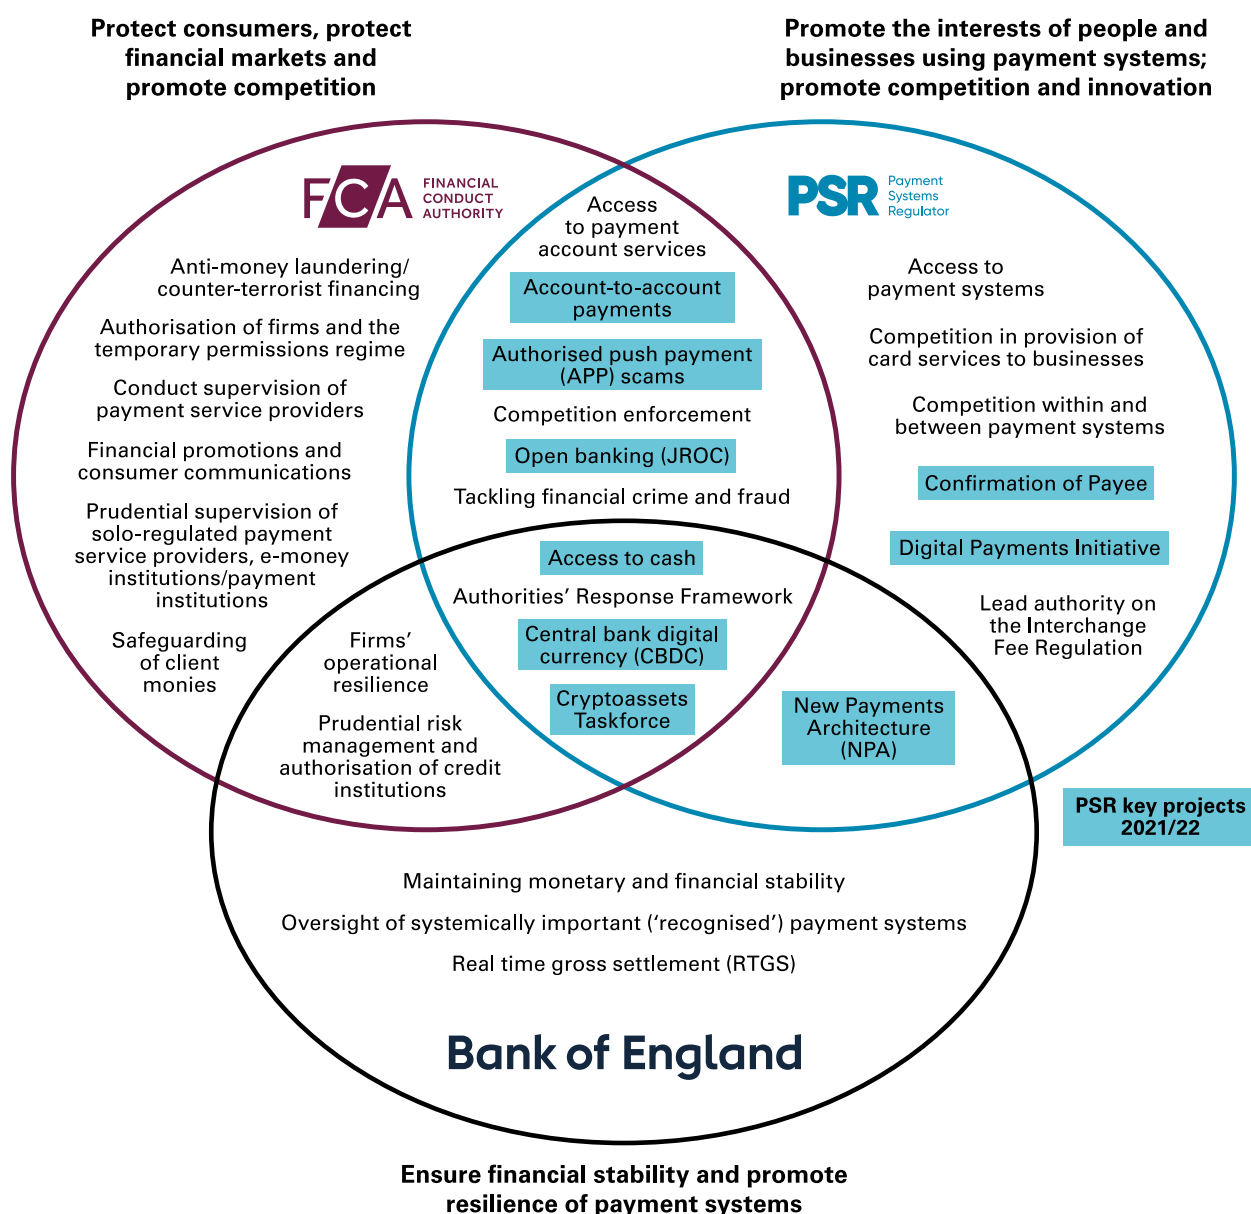 Protect consumers, protect
financial markets and
promote competition
Promote the interests of people and
businesses using payment systems;
promote competition and innovation
FCA
FINANCIAL
CONDUCT
AUTHORITY
Anti-money laundering/
counter-terrorist financing
Authorisation of firms and the
temporary permissions regime
Conduct supervision of
payment service providers
Financial promotions and
consumer communications
Prudential supervision of
solo-regulated payment
service providers, e-money
institutions/payment
institutions
Safeguarding
of client
monies
Access
to payment
account services
Account-to-account
payments
Authorised push payment
(APP) scams
Competition enforcement
Open banking (JROC)
Tackling financial crime and fraud
PSR
Payment
Systems
Regulator
Access to
payment systems
Competition in provision of
card services to businesses
Competition within and
between payment systems
Confirmation of Payee
Digital Payments Initiative
Lead authority on
the Interchange
Fee Regulation
Access to cash
Authorities’ Response Framework
Central bank digital
currency (CBDC)
Cryptoassets
Taskforce
Firms’
operational
resilience
Prudential risk
management and
authorisation of credit
institutions
New Payments
Architecture
(NPA)
PSR key projects
2021/22
Maintaining monetary and financial stability
Oversight of systemically important (‘recognised’) payment systems
Real time gross settlement (RTGS)
Bank of England
Ensure financial stability and promote
resilience of payment systems